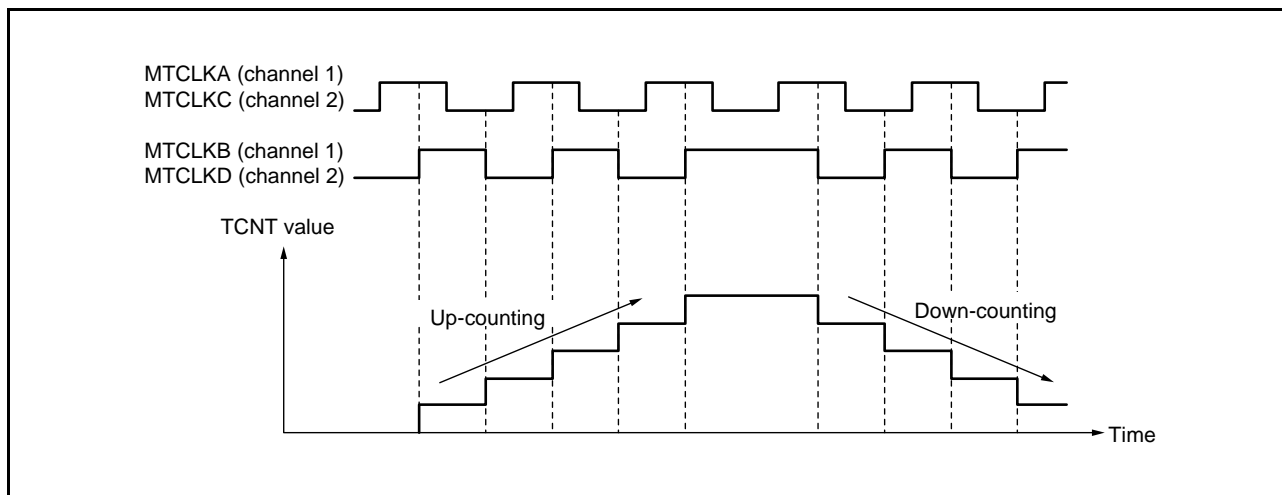 MTCLKA (channel 1)
MTCLKC (channel 2)
MTCLKB (channel 1)
MTCLKD (channel 2)
TCNT value
Up-counting
Down-counting
Time